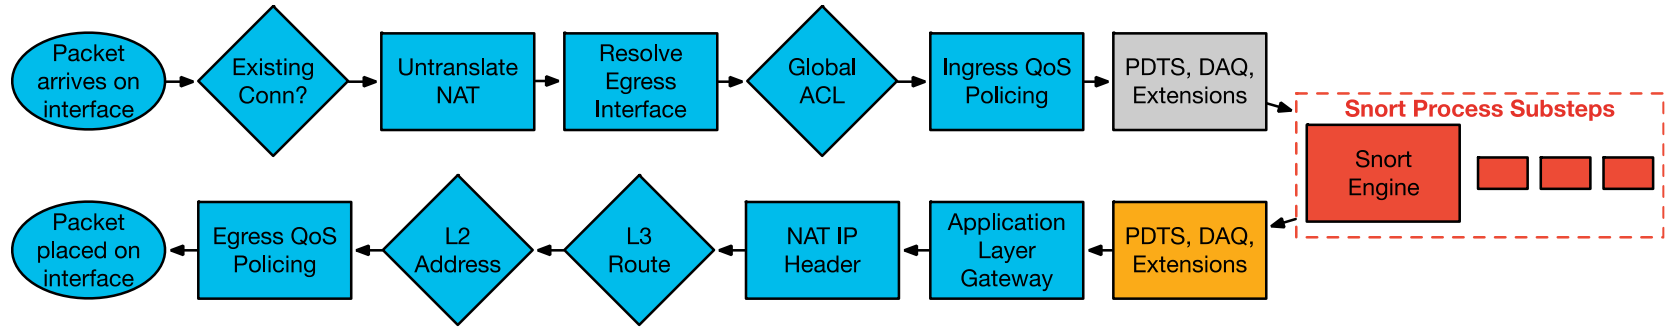 Packet
arrives on
interface
Existing
Conn?
Untranslate
NAT
Resolve
Egress
Interface
Global
ACL
Ingress QoS
Policing
PDTS, DAQ,
Extensions
Snort Process Substeps
Snort
Engine
Packet
placed on
interface
Egress QoS
Policing
L2
Address
L3
Route
NAT IP
Header
Application
Layer
Gateway
PDTS, DAQ,
Extensions